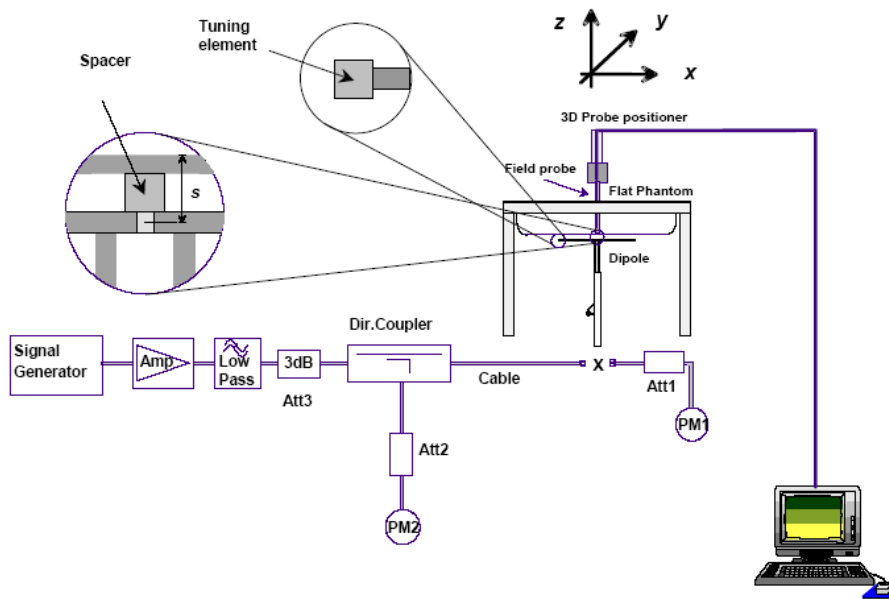 Tuning
element
Spacer
s
z
y
x
3D Probe positioner
Field probe
Flat Phantom
Dipole
Dir.Coupler
Signal
Generator
Amp
Low
Pass
3dB
Att3
Cable
x
Att1
PM1
Att2
PM2